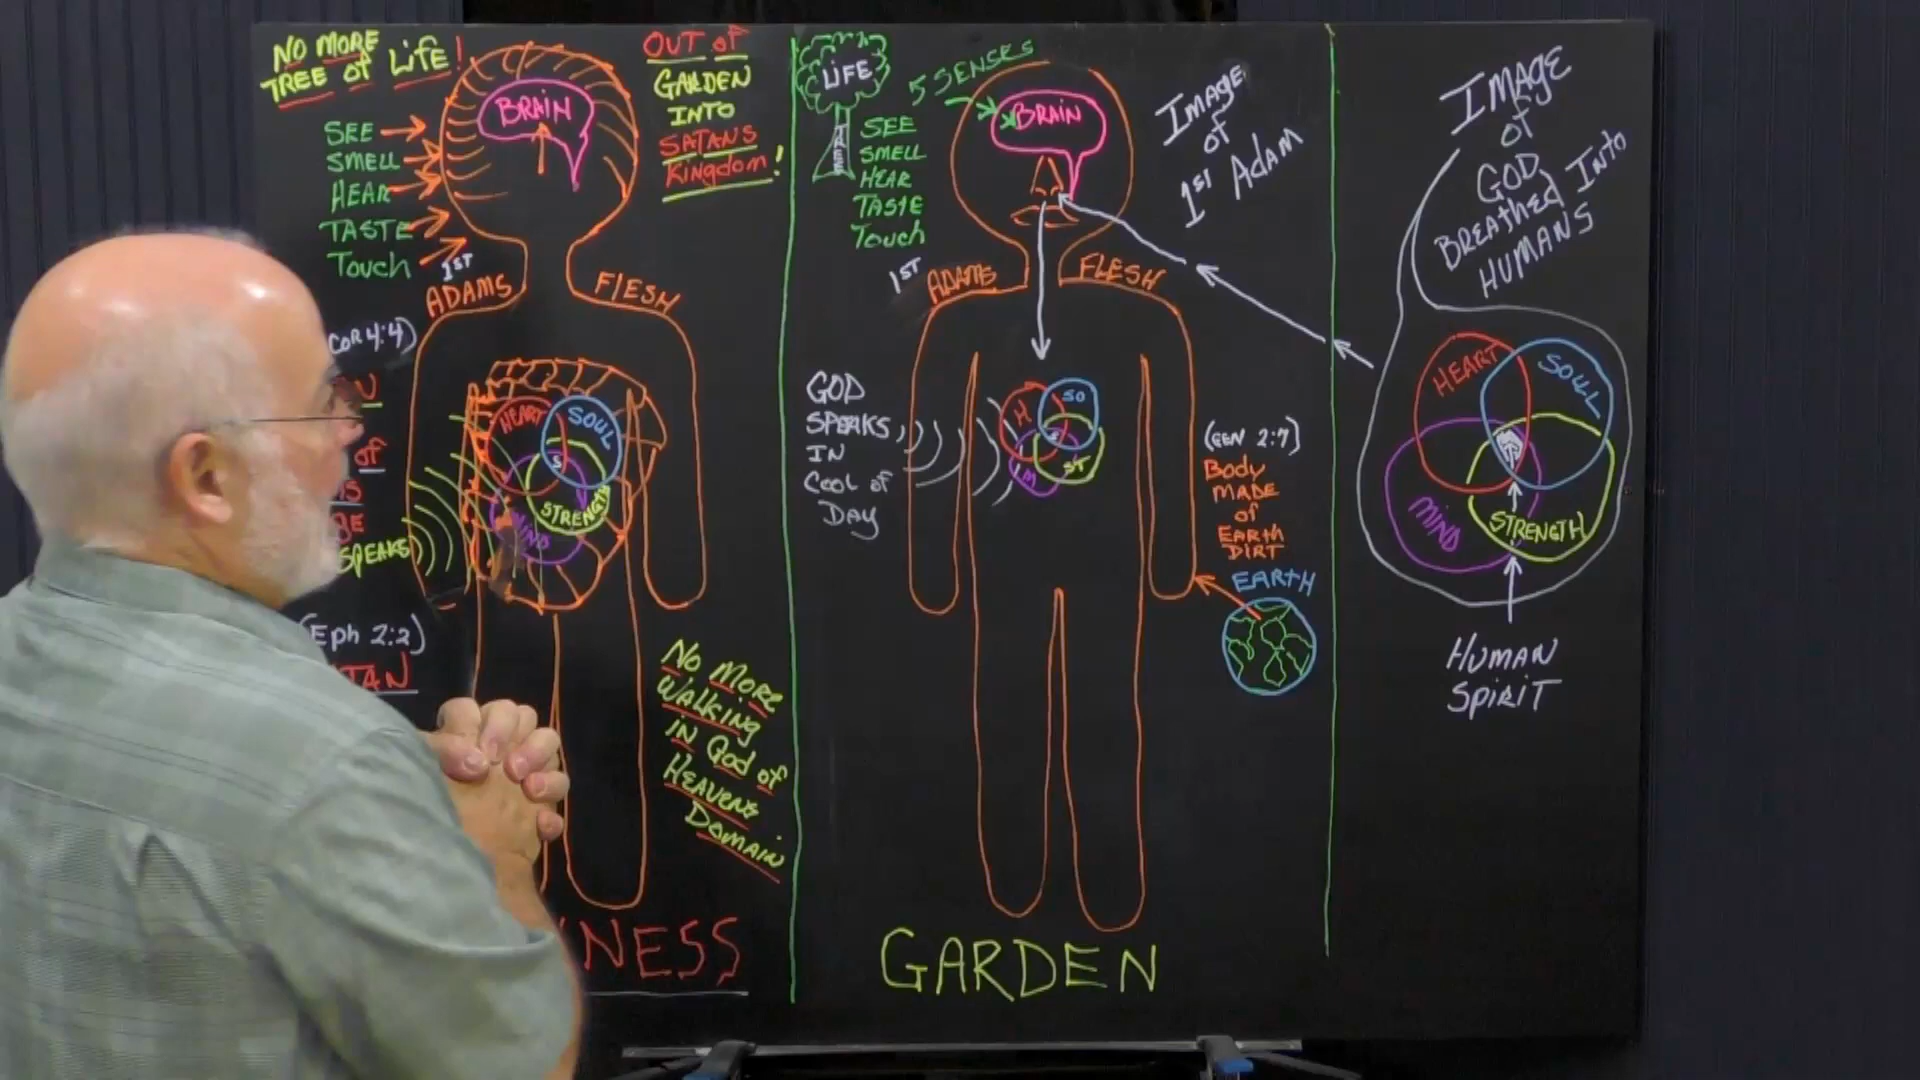 NO MORE
TREE of LIFE!
SEE
SMELL
HEAR
TASTE
Touch
BRAIN
OUT of
GARDEN
INTO
SATANS
Kingdom!
1ST
ADAMS
FLESH
COR 4:4)
of
SPEAKS
(Eph 2:2)
HEART
SOUL
S
STRENGTH
MIND
NO MORE
WALKING
IN God of
HEAVENS
DOMAIN
NESS
LIFE
TREE
5 SENSES
SEE
SMELL
HEAR
TASTE
Touch
BRAIN
IMAGE
of
1ST Adam
1ST
ADAMS
FLESH
GOD
SPEAKS
IN
Cool of
DAY
H
SO
S
M
ST
(GEN 2:7)
Body
MADE
of
EARTH
DIRT
EARTH
GARDEN
IMAGE
of
GOD
BREATHED INTO
HUMANS
HEART
SOUL
MIND
STRENGTH
HUMAN
SPIRIT